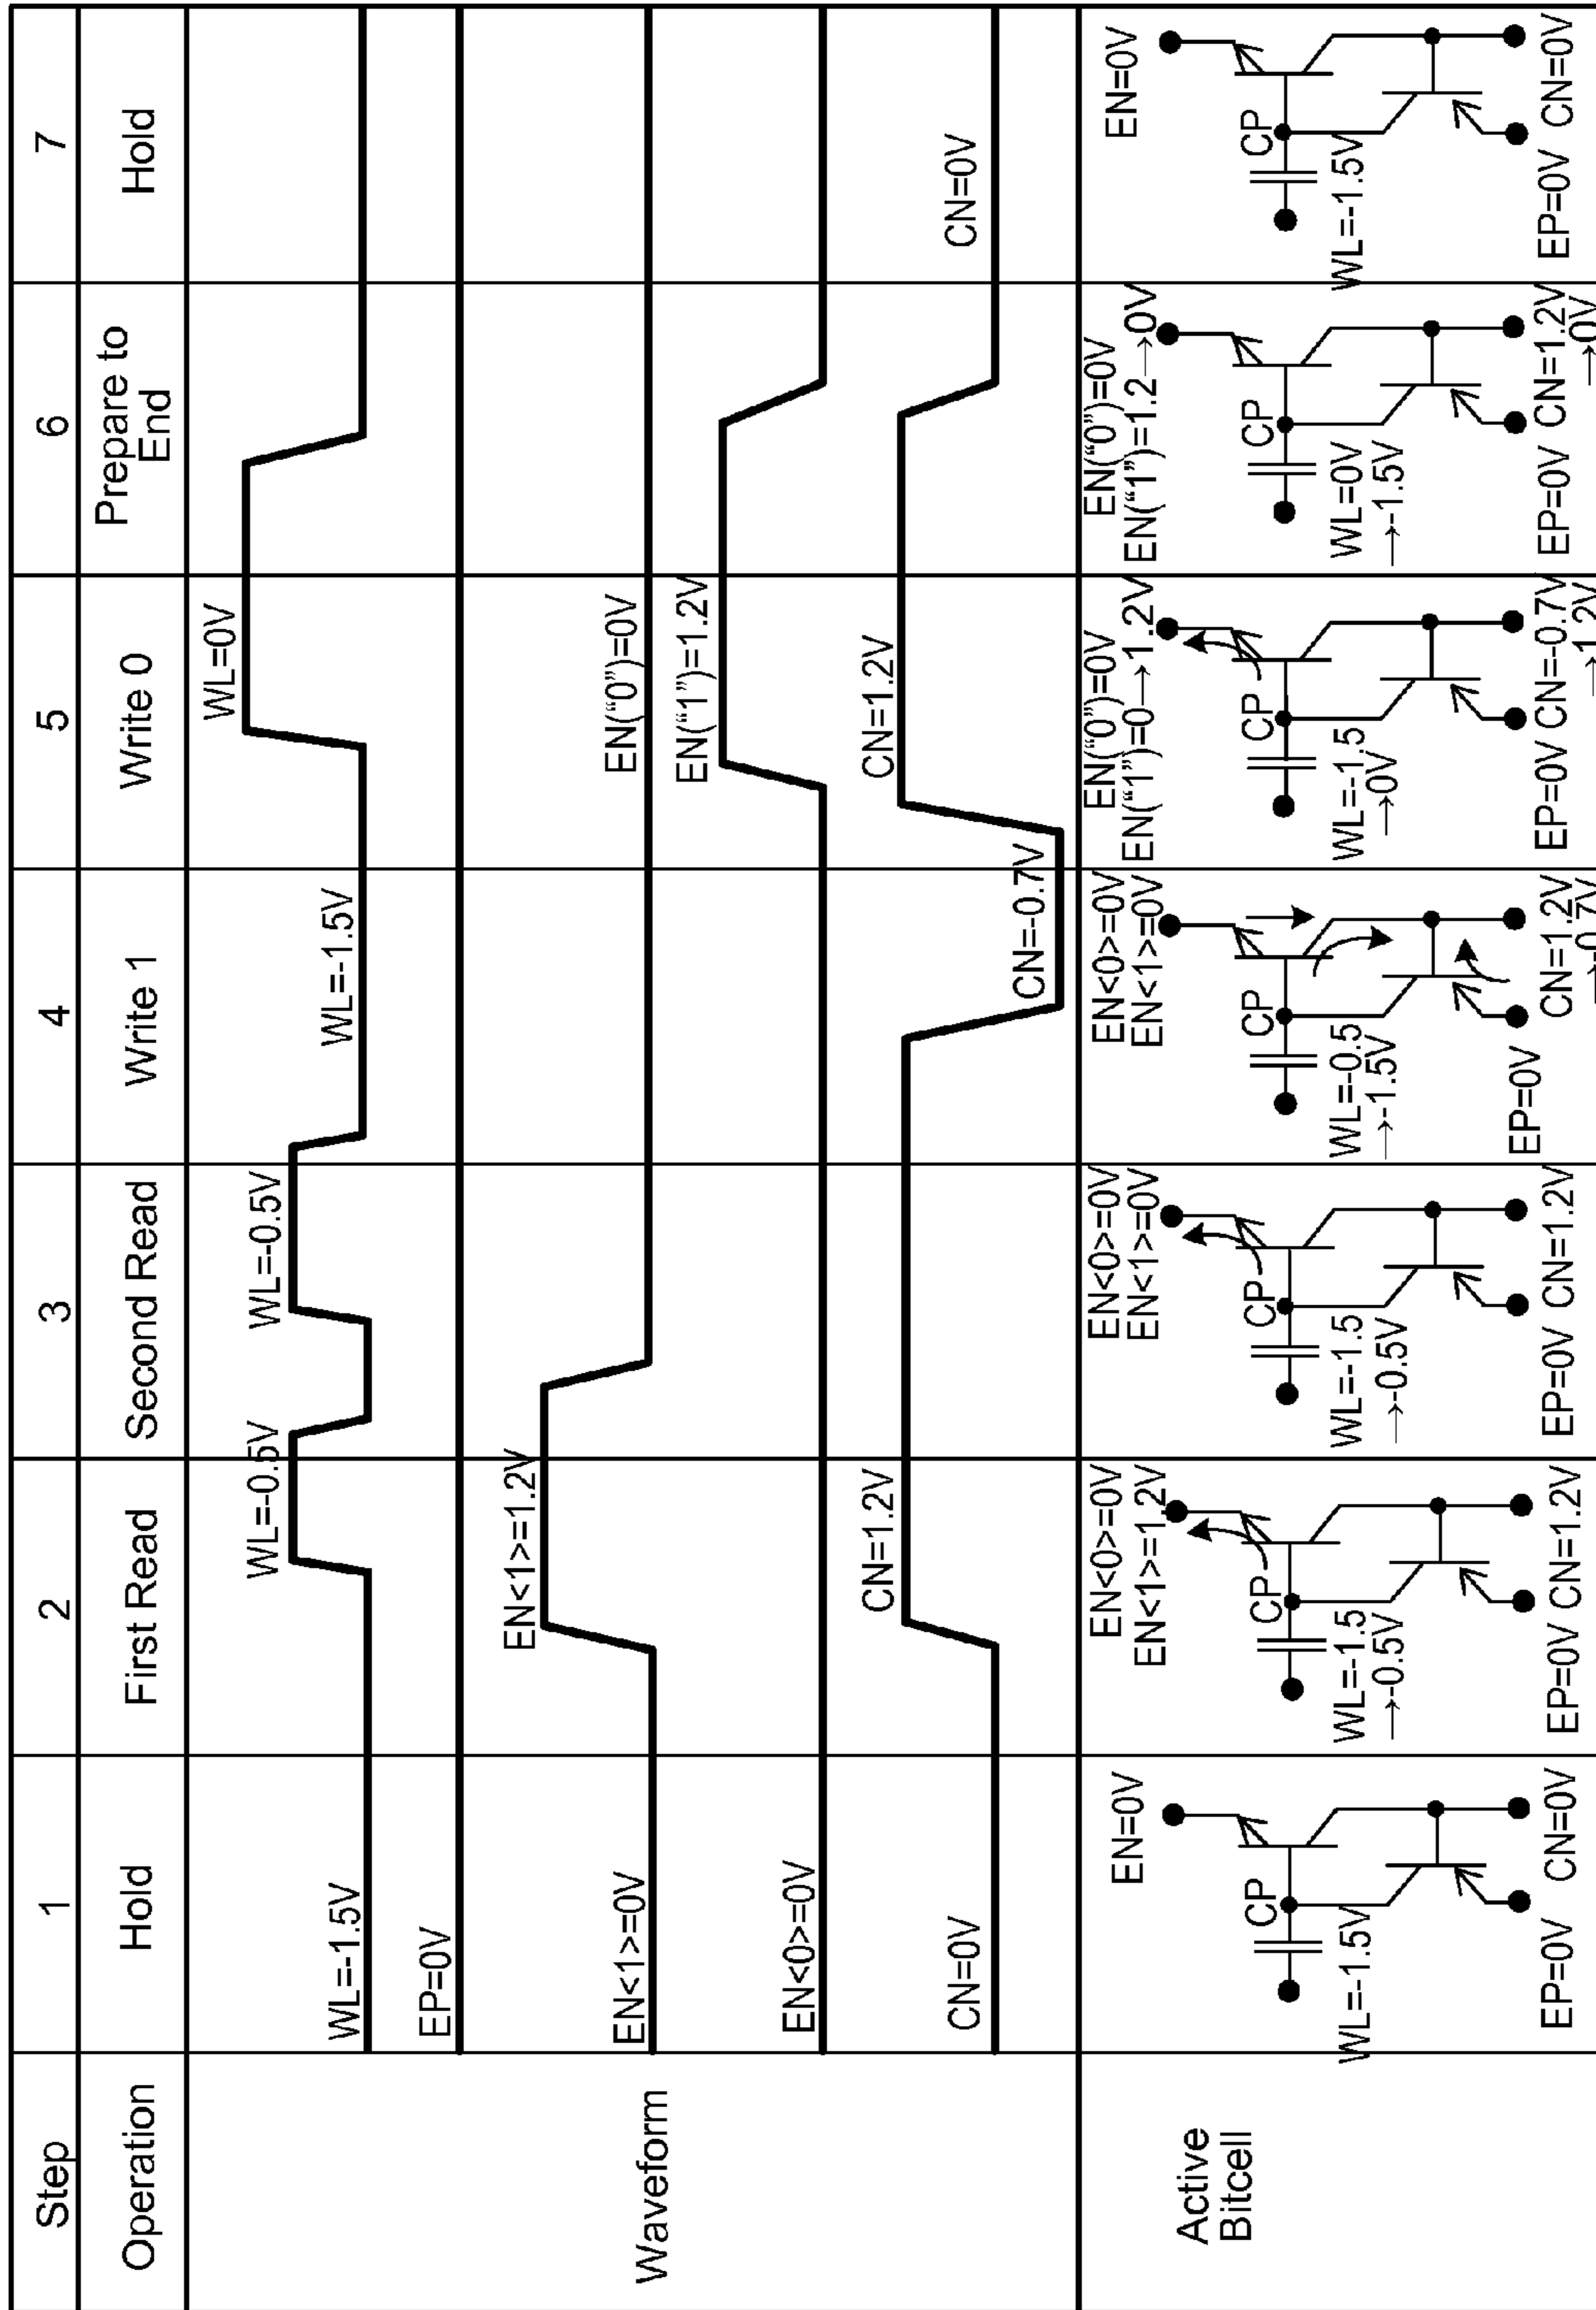 Step 1 2 3 4 5 6 7
Operation Hold First Read Second Read Write 1 Write 0 Prepare to End Hold
Waveform
WL=-1.5V
WL=-0.5V
WL=-0.5V
WL=-1.5V
WL=0V
EP=0V
EN<1>=0V
EN<1>=1.2V
EN("0")=0V
EN<0>=0V
EN("1")=1.2V
CN=0V
CN=1.2V
CN=-0.7V
CN=1.2V
CN=0V
Active
Bitcell
EN=0V
CP
WL=-1.5V
EP=0V CN=0V
EN<0>=0V
EN<1>=1.2V
CP
WL=-1.5
→-0.5V
EP=0V CN=1.2V
EN<0>=0V
EN<1>=0V
CP
WL=-1.5
→-0.5V
EP=0V CN=1.2V
EN<0>=0V
EN<1>=0V
CP
WL=-0.5
→-1.5V
EP=0V
CN=1.2V
→-0.7V
EN("0")=0V
EN("1")=0→1.2V
CP
WL=-1.5
→0V
EP=0V CN=-0.7V
→1.2V
EN("0")=0V
EN("1")=1.2→0V
CP
WL=0V
→-1.5V
EP=0V CN=1.2V
→0V
EN=0V
CP
WL=-1.5V
EP=0V CN=0V